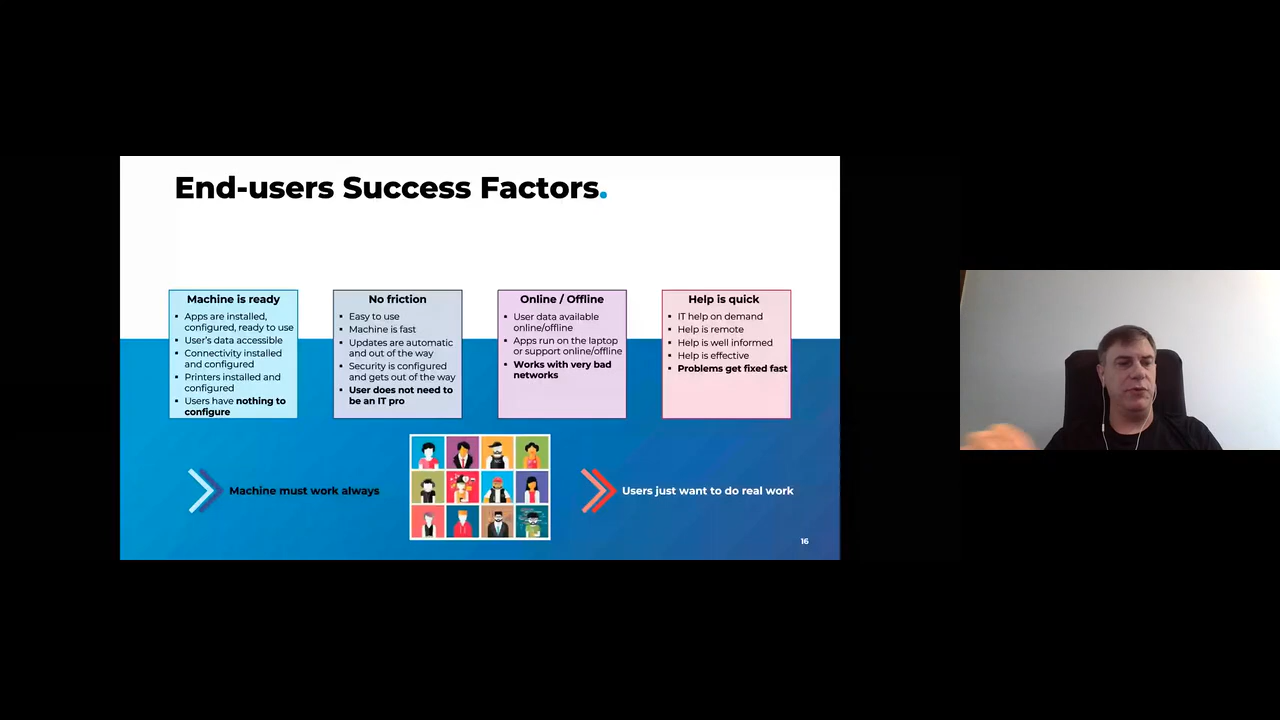 End-users Success Factors.
Machine is ready
▪ Apps are installed,
configured, ready to use
▪ User's data accessible
▪ Connectivity installed
and configured
▪ Printers installed and
configured
▪ Users have nothing to
configure
No friction
▪ Easy to use
▪ Machine is fast
▪ Updates are automatic
and out of the way
▪ Security is configured
and gets out of the way
▪ User does not need to
be an IT pro
Online / Offline
▪ User data available
online/offline
▪ Apps run on the laptop
or support online/offline
▪ Works with very bad
networks
Help is quick
▪ IT help on demand
▪ Help is remote
▪ Help is well informed
▪ Help is effective
▪ Problems get fixed fast
Machine must work always
Users just want to do real work
16